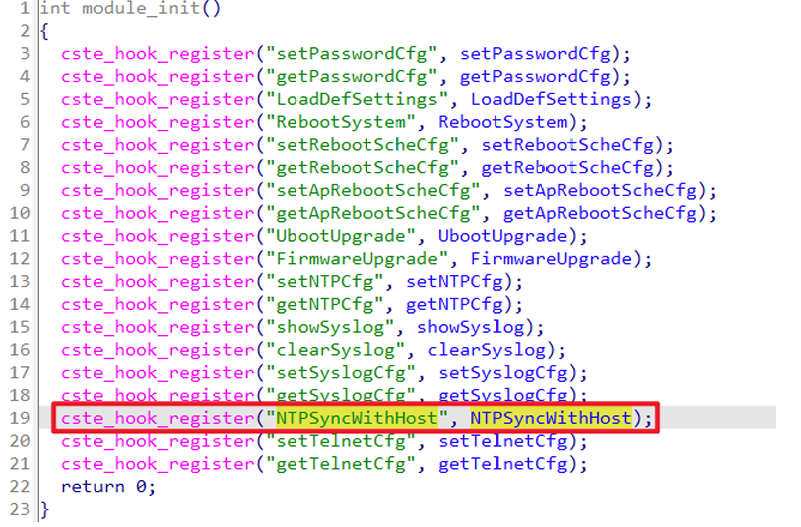 1 int module_init()
2 {
3 cste_hook_register("setPasswordCfg", setPasswordCfg);
4 cste_hook_register("getPasswordCfg", getPasswordCfg);
5 cste_hook_register("LoadDefSettings", LoadDefSettings);
6 cste_hook_register("RebootSystem", RebootSystem);
7 cste_hook_register("setRebootScheCfg", setRebootScheCfg);
8 cste_hook_register("getRebootScheCfg", getRebootScheCfg);
9 cste_hook_register("setApRebootScheCfg", setApRebootScheCfg);
10 cste_hook_register("getApRebootScheCfg", getApRebootScheCfg);
11 cste_hook_register("UbootUpgrade", UbootUpgrade);
12 cste_hook_register("FirmwareUpgrade", FirmwareUpgrade);
13 cste_hook_register("setNTPCfg", setNTPCfg);
14 cste_hook_register("getNTPCfg", getNTPCfg);
15 cste_hook_register("showSyslog", showSyslog);
16 cste_hook_register("clearSyslog", clearSyslog);
17 cste_hook_register("setSyslogCfg", setSyslogCfg);
18 cste_hook_register("getSyslogCfg", getSyslogCfg);
19 cste_hook_register("NTPSyncWithHost", NTPSyncWithHost);
20 cste_hook_register("setTelnetCfg", setTelnetCfg);
21 cste_hook_register("getTelnetCfg", getTelnetCfg);
22 return 0;
23 }